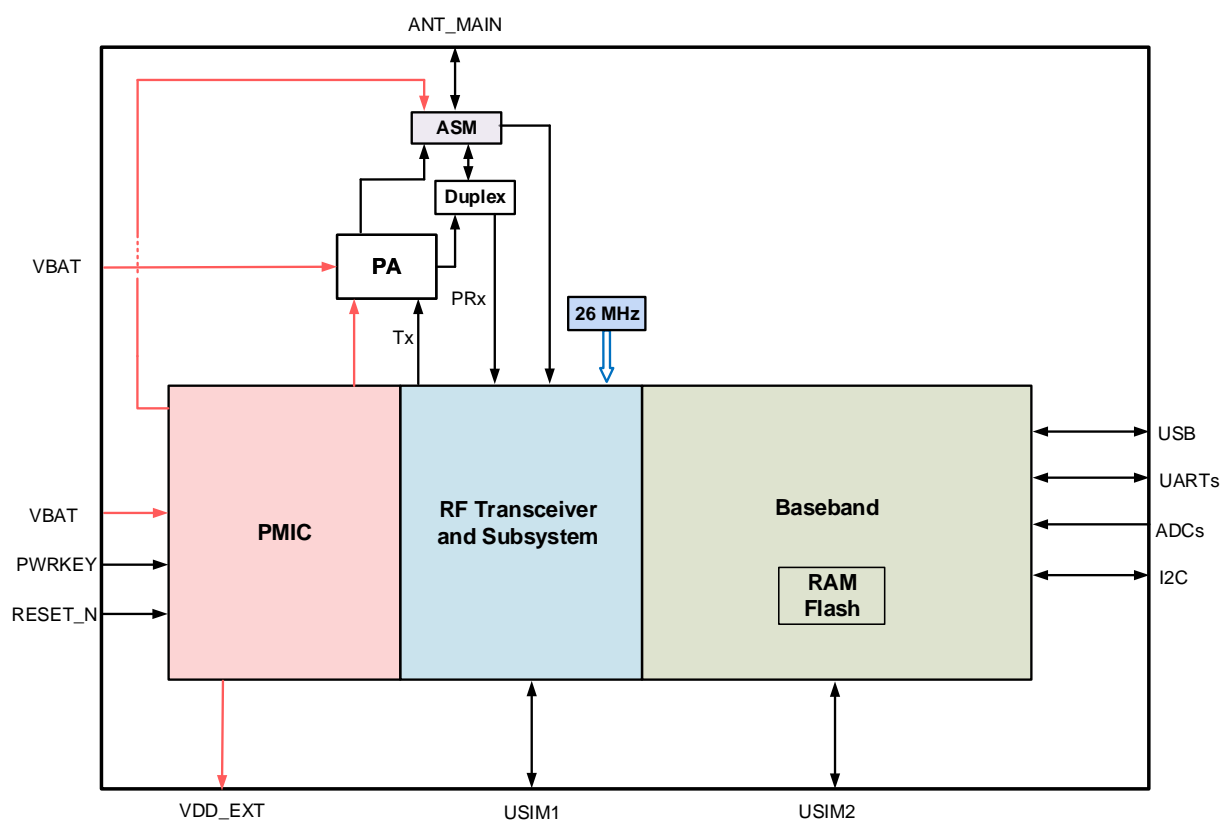 ANT_MAIN
ASM
Duplex
VBAT
PA
PRx
26 MHz
Tx
USB
UARTs
VBAT
PMIC
RF Transceiver
and Subsystem
Baseband
ADCs
PWRKEY
I2C
RAM
Flash
RESET_N
VDD_EXT
USIM1
USIM2